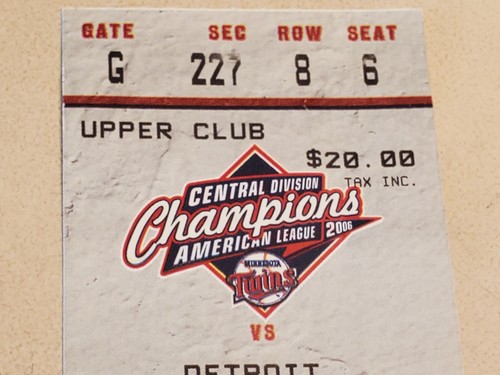 GATE SEC ROW SEAT
G 227 8 6
UPPER CLUB
$20.00
TAX INC.
CENTRAL DIVISION
Champions
AMERICAN LEAGUE 2006
MINNESOTA
Twins
VS
DETROIT